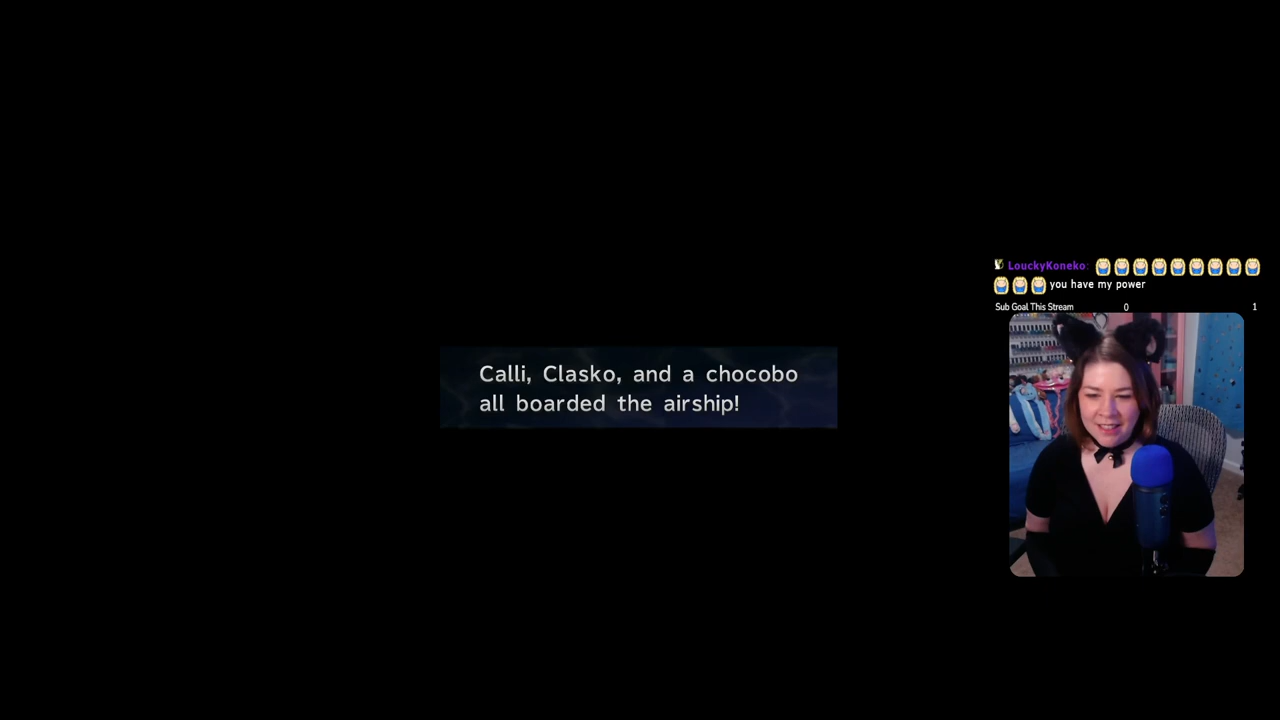 LouckyKoneko:
you have my power
Sub Goal This Stream 0 1
Calli, Clasko, and a chocobo
all boarded the airship!